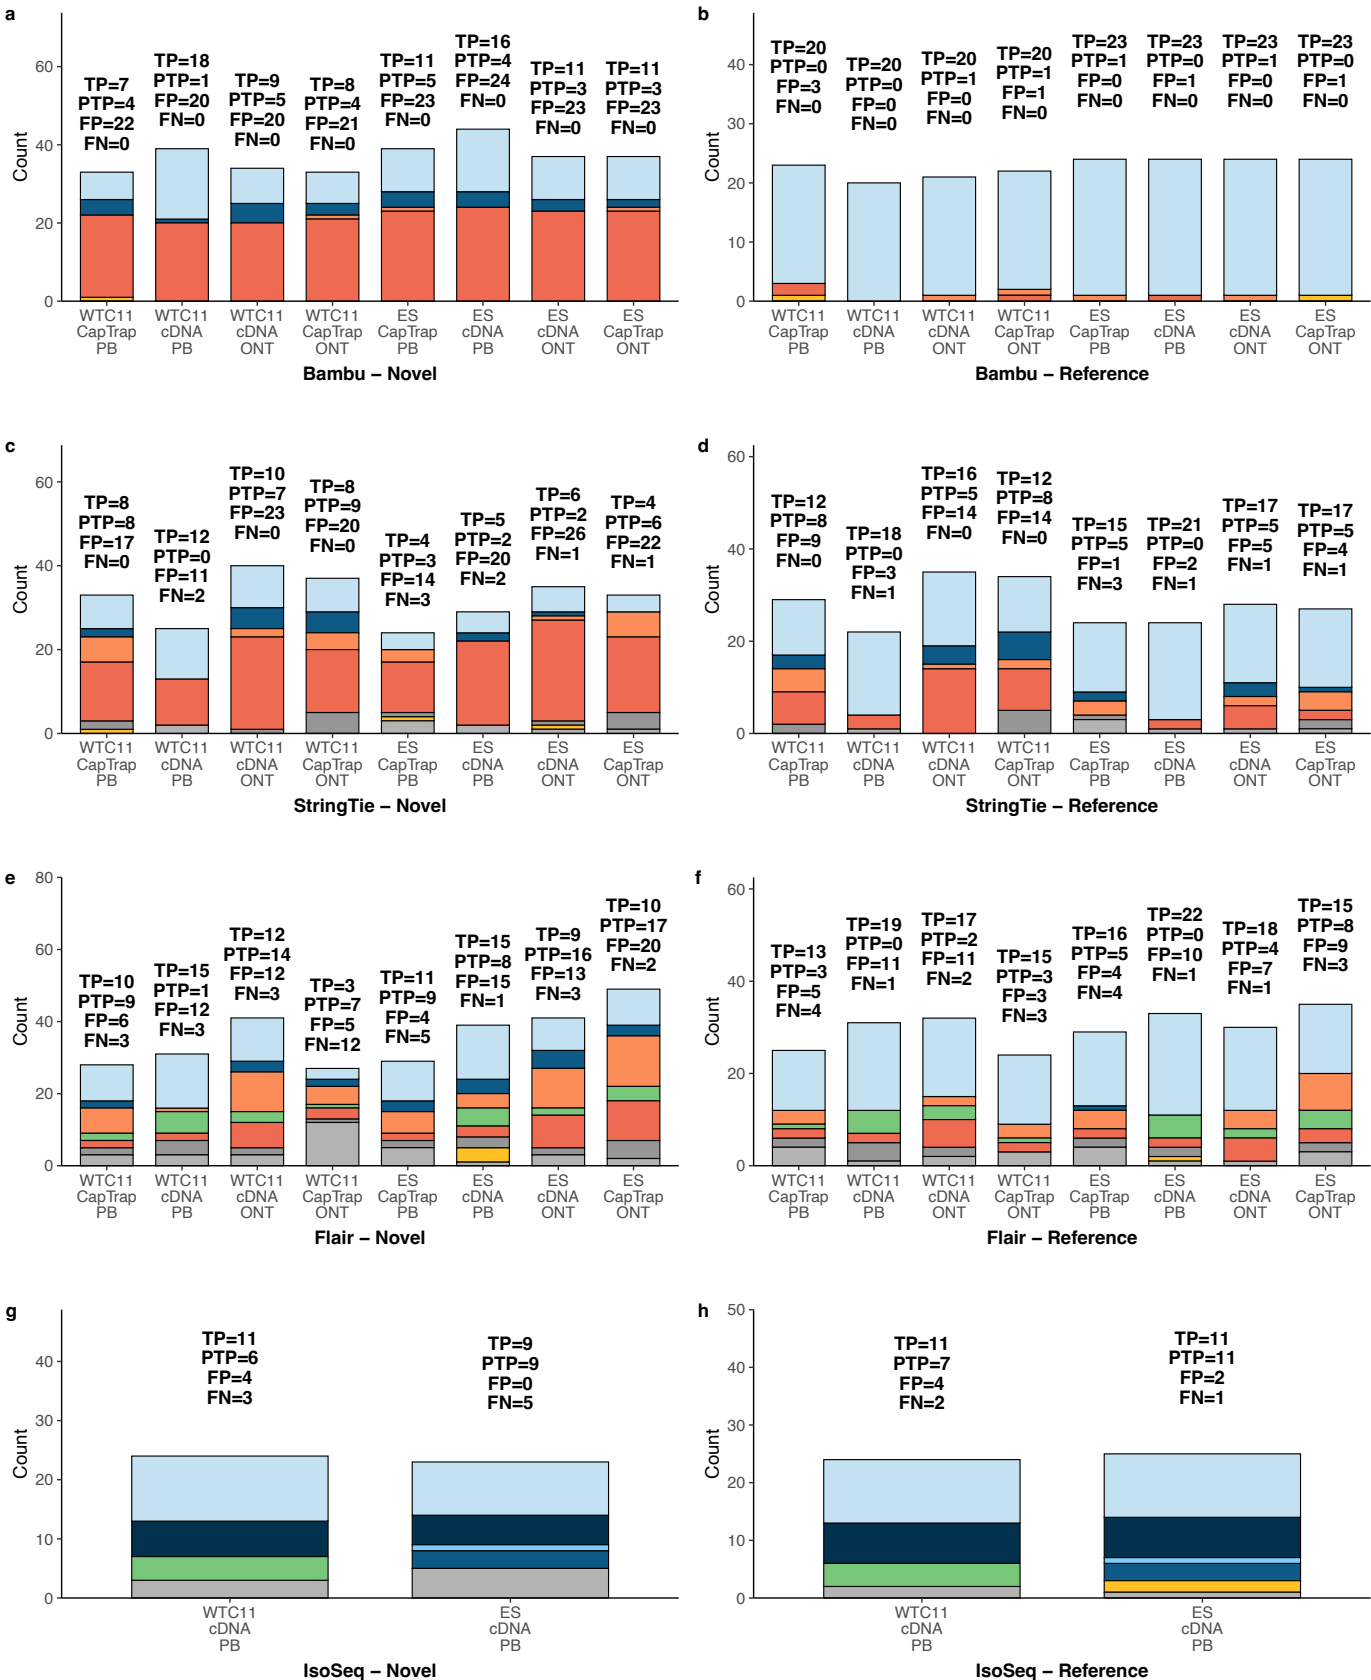 a
TP=7
PTP=4
FP=22
FN=0
TP=18
PTP=1
FP=20
FN=0
TP=9
PTP=5
FP=20
FN=0
TP=8
PTP=4
FP=21
FN=0
TP=11
PTP=5
FP=23
FN=0
TP=16
PTP=4
FP=24
FN=0
TP=11
PTP=3
FP=23
FN=0
TP=11
PTP=3
FP=23
FN=0
Count
60
40
20
0
WTC11 CapTrap PB
WTC11 cDNA PB
WTC11 cDNA ONT
WTC11 CapTrap ONT
ES CapTrap PB
ES cDNA PB
ES cDNA ONT
ES CapTrap ONT
Bambu – Novel
b
TP=20
PTP=0
FP=3
FN=0
TP=20
PTP=0
FP=0
FN=0
TP=20
PTP=1
FP=0
FN=0
TP=20
PTP=1
FP=1
FN=0
TP=23
PTP=1
FP=0
FN=0
TP=23
PTP=0
FP=1
FN=0
TP=23
PTP=1
FP=0
FN=0
TP=23
PTP=0
FP=1
FN=0
Count
40
30
20
10
0
WTC11 CapTrap PB
WTC11 cDNA PB
WTC11 cDNA ONT
WTC11 CapTrap ONT
ES CapTrap PB
ES cDNA PB
ES cDNA ONT
ES CapTrap ONT
Bambu – Reference
c
TP=8
PTP=8
FP=17
FN=0
TP=12
PTP=0
FP=11
FN=2
TP=10
PTP=7
FP=23
FN=0
TP=8
PTP=9
FP=20
FN=0
TP=4
PTP=3
FP=14
FN=3
TP=5
PTP=2
FP=20
FN=2
TP=6
PTP=2
FP=26
FN=1
TP=4
PTP=6
FP=22
FN=1
Count
60
40
20
0
WTC11 CapTrap PB
WTC11 cDNA PB
WTC11 cDNA ONT
WTC11 CapTrap ONT
ES CapTrap PB
ES cDNA PB
ES cDNA ONT
ES CapTrap ONT
StringTie – Novel
d
TP=12
PTP=8
FP=9
FN=0
TP=18
PTP=0
FP=3
FN=1
TP=16
PTP=5
FP=14
FN=0
TP=12
PTP=8
FP=14
FN=0
TP=15
PTP=5
FP=1
FN=3
TP=21
PTP=0
FP=2
FN=1
TP=17
PTP=5
FP=5
FN=1
TP=17
PTP=5
FP=4
FN=1
Count
60
40
20
0
WTC11 CapTrap PB
WTC11 cDNA PB
WTC11 cDNA ONT
WTC11 CapTrap ONT
ES CapTrap PB
ES cDNA PB
ES cDNA ONT
ES CapTrap ONT
StringTie – Reference
e
TP=10
PTP=9
FP=6
FN=3
TP=15
PTP=1
FP=12
FN=3
TP=12
PTP=14
FP=12
FN=3
TP=3
PTP=7
FP=5
FN=12
TP=11
PTP=9
FP=4
FN=5
TP=15
PTP=8
FP=15
FN=1
TP=9
PTP=16
FP=13
FN=3
TP=10
PTP=17
FP=20
FN=2
Count
80
60
40
20
0
WTC11 CapTrap PB
WTC11 cDNA PB
WTC11 cDNA ONT
WTC11 CapTrap ONT
ES CapTrap PB
ES cDNA PB
ES cDNA ONT
ES CapTrap ONT
Flair – Novel
f
TP=13
PTP=3
FP=5
FN=4
TP=19
PTP=0
FP=11
FN=1
TP=17
PTP=2
FP=11
FN=2
TP=15
PTP=3
FP=3
FN=3
TP=16
PTP=5
FP=4
FN=4
TP=22
PTP=0
FP=10
FN=1
TP=18
PTP=4
FP=7
FN=1
TP=15
PTP=8
FP=9
FN=3
Count
60
40
20
0
WTC11 CapTrap PB
WTC11 cDNA PB
WTC11 cDNA ONT
WTC11 CapTrap ONT
ES CapTrap PB
ES cDNA PB
ES cDNA ONT
ES CapTrap ONT
Flair – Reference
g
TP=11
PTP=6
FP=4
FN=3
TP=9
PTP=9
FP=0
FN=5
Count
40
30
20
10
0
WTC11 cDNA PB
ES cDNA PB
IsoSeq – Novel
h
TP=11
PTP=7
FP=4
FN=2
TP=11
PTP=11
FP=2
FN=1
Count
50
40
30
20
10
0
WTC11 cDNA PB
ES cDNA PB
IsoSeq – Reference